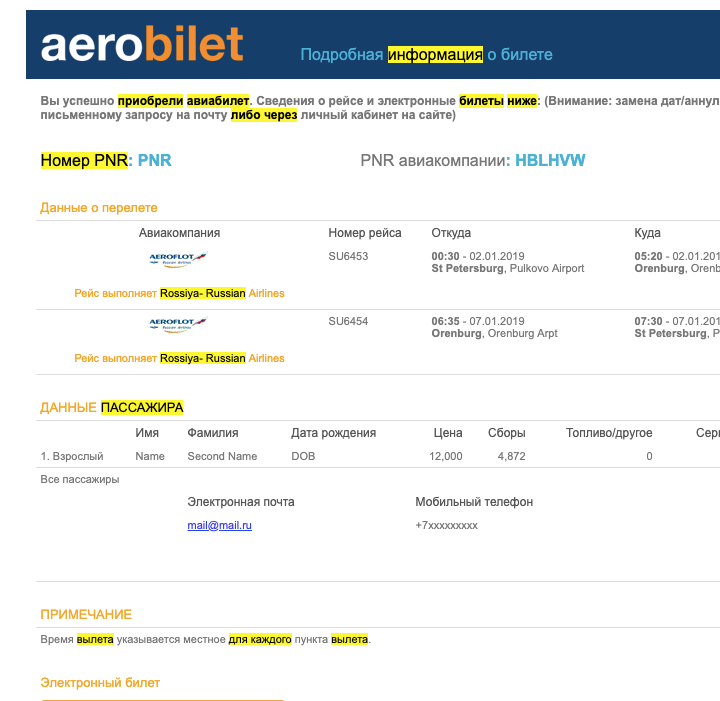 aerobilet
Подробная информация о билете
Вы успешно приобрели авиабилет. Сведения о рейсе и электронные билеты ниже: (Внимание: замена дат/аннул
письменному запросу на почту либо через личный кабинет на сайте)
Номер PNR: PNR PNR авиакомпании: HBLHVW
Данные о перелете
Авиакомпания Номер рейса Откуда Куда
AEROFLOT SU6453 00:30 - 02.01.2019 05:20 - 02.01.201
Russian Airlines St Petersburg, Pulkovo Airport Orenburg, Orenb
Рейс выполняет Rossiya- Russian Airlines
AEROFLOT SU6454 06:35 - 07.01.2019 07:30 - 07.01.201
Russian Airlines Orenburg, Orenburg Arpt St Petersburg, P
Рейс выполняет Rossiya- Russian Airlines
ДАННЫЕ ПАССАЖИРА
Имя Фамилия Дата рождения Цена Сборы Топливо/другое Сер
1. Взрослый Name Second Name DOB 12,000 4,872 0
Все пассажиры
Электронная почта Мобильный телефон
mail@mail.ru +7xxxxxxxxx
ПРИМЕЧАНИЕ
Время вылета указывается местное для каждого пункта вылета.
Электронный билет